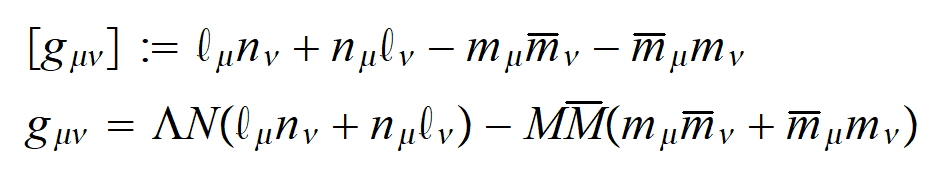 [g_{μν}] := ℓ_μ n_ν + n_μ ℓ_ν − m_μ m̅_ν − m̅_μ m_ν
g_{μν} = ΛN(ℓ_μ n_ν + n_μ ℓ_ν) − MM̅(m_μ m̅_ν + m̅_μ m_ν)